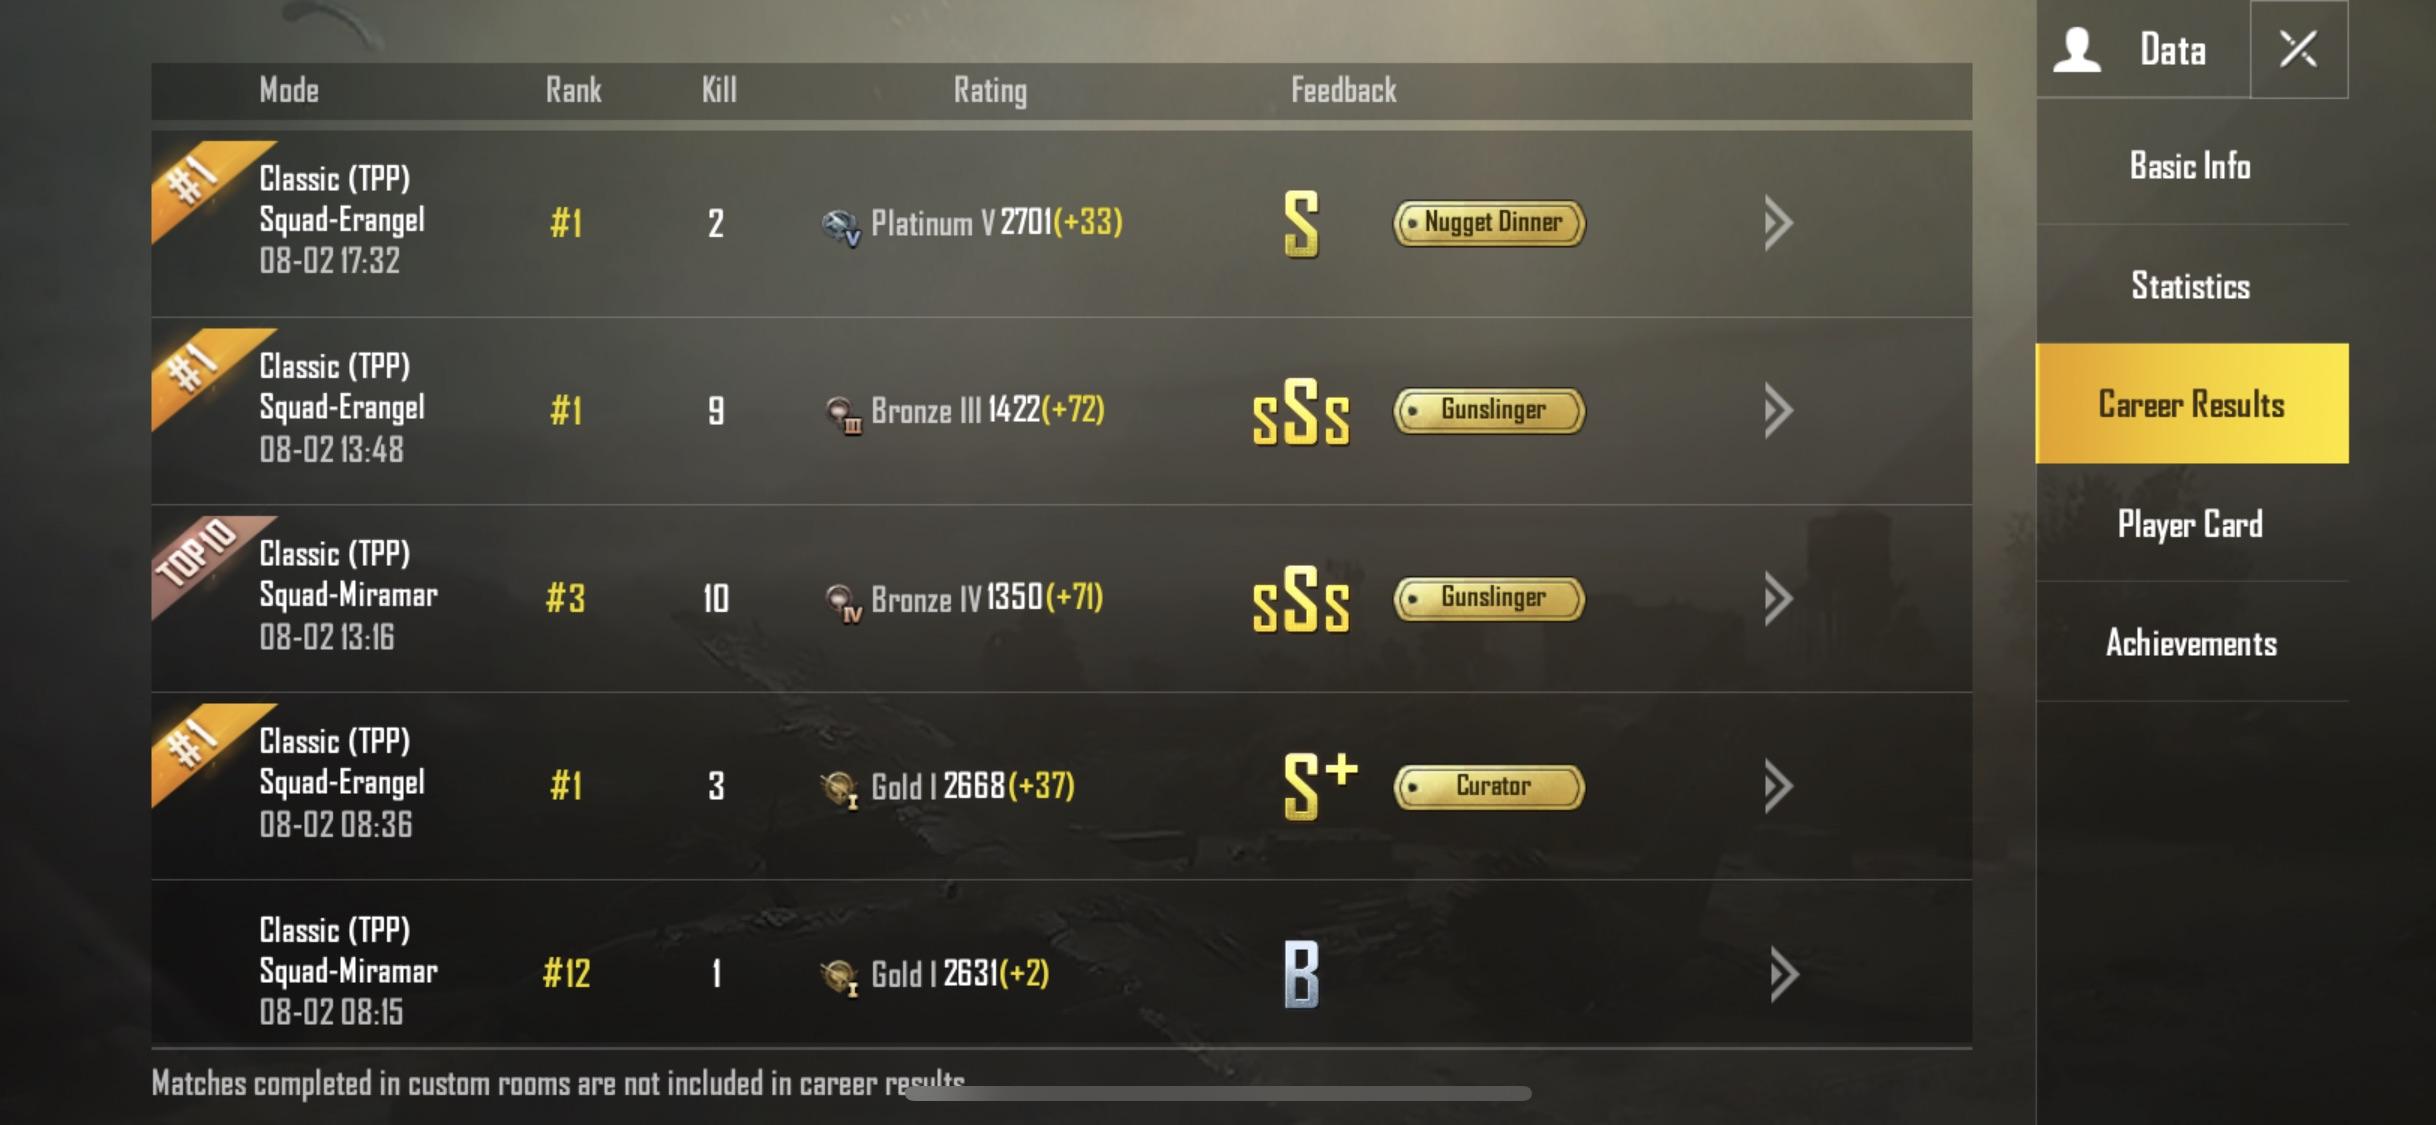 Mode Rank Kill Rating Feedback
#1
Classic (TPP)
Squad-Erangel
08-02 17:32
#1 2 V Platinum V 2701(+33) S Nugget Dinner
#1
Classic (TPP)
Squad-Erangel
08-02 13:48
#1 9 III Bronze III 1422(+72) SSS Gunslinger
TOP10
Classic (TPP)
Squad-Miramar
08-02 13:16
#3 10 IV Bronze IV 1350(+71) SSS Gunslinger
#1
Classic (TPP)
Squad-Erangel
08-02 08:36
#1 3 I Gold I 2668(+37) S+ Curator
Classic (TPP)
Squad-Miramar
08-02 08:15
#12 1 I Gold I 2631(+2) B
Matches completed in custom rooms are not included in career results
Data
Basic Info
Statistics
Career Results
Player Card
Achievements